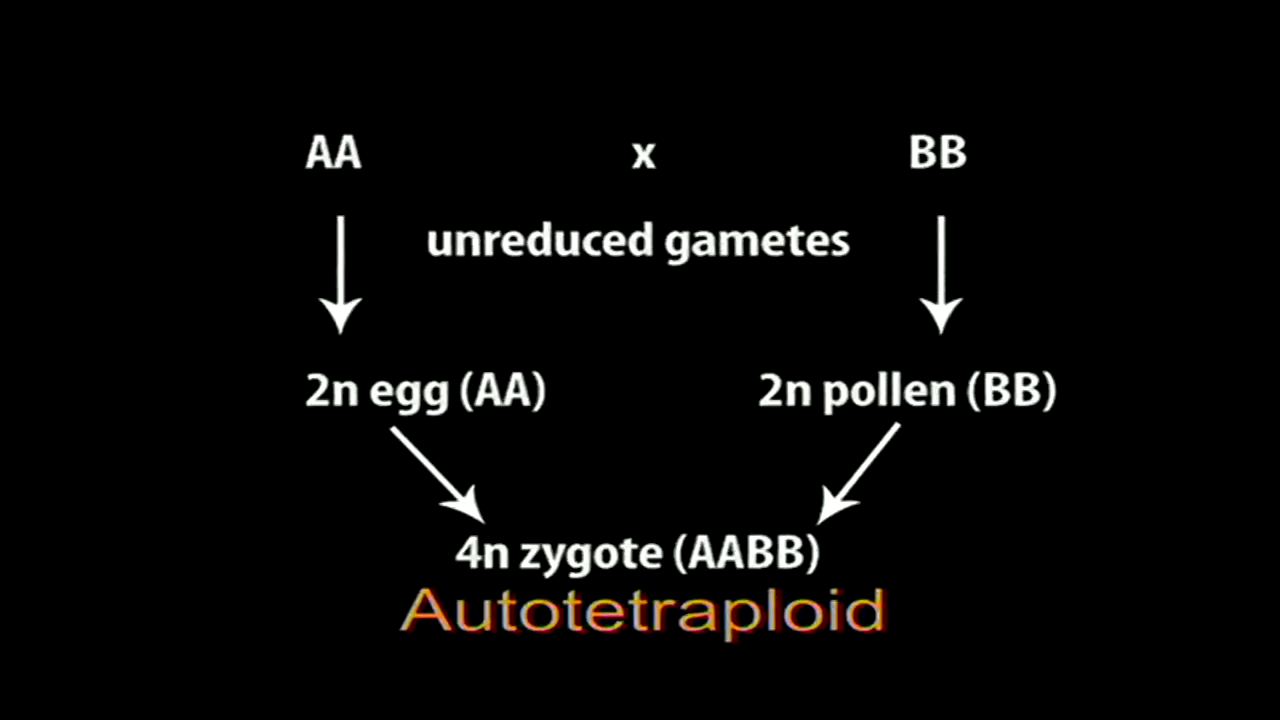 AA x BB
unreduced gametes
2n egg (AA) 2n pollen (BB)
4n zygote (AABB)
Autotetraploid